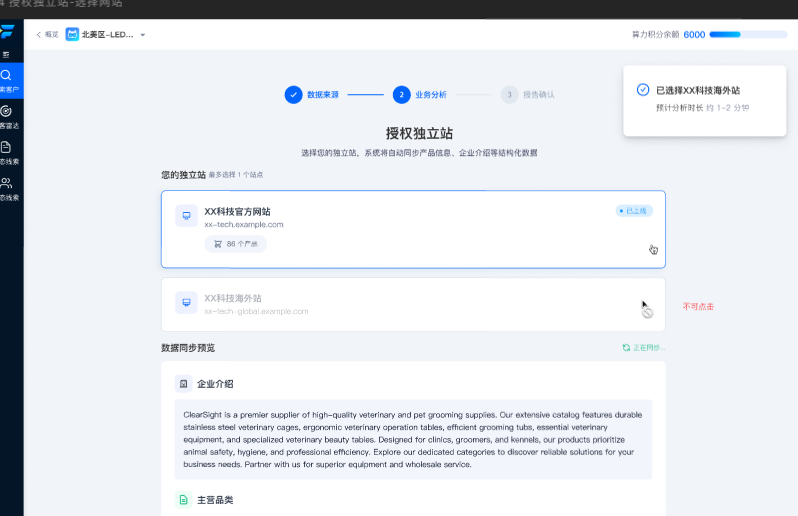 授权独立站-选择网站
概览
北美区-LED...
算力积分余额 6000
索客户
客雷达
态线索
态线索
已选择XX科技海外站
预计分析时长 约 1-2 分钟
数据来源
2 业务分析
3 报告确认
授权独立站
选择您的独立站，系统将自动同步产品信息、企业介绍等结构化数据
您的独立站 最多选择 1 个站点
XX科技官方网站
xx-tech.example.com
86 个产品
已上线
XX科技海外站
xx-tech-global.example.com
不可点击
数据同步预览
正在同步...
企业介绍
ClearSight is a premier supplier of high-quality veterinary and pet grooming supplies. Our extensive catalog features durable
stainless steel veterinary cages, ergonomic veterinary operation tables, efficient grooming tubs, essential veterinary
equipment, and specialized veterinary beauty tables. Designed for clinics, groomers, and kennels, our products prioritize
animal safety, hygiene, and professional efficiency. Explore our dedicated categories to discover reliable solutions for your
business needs. Partner with us for superior equipment and wholesale service.
主营品类